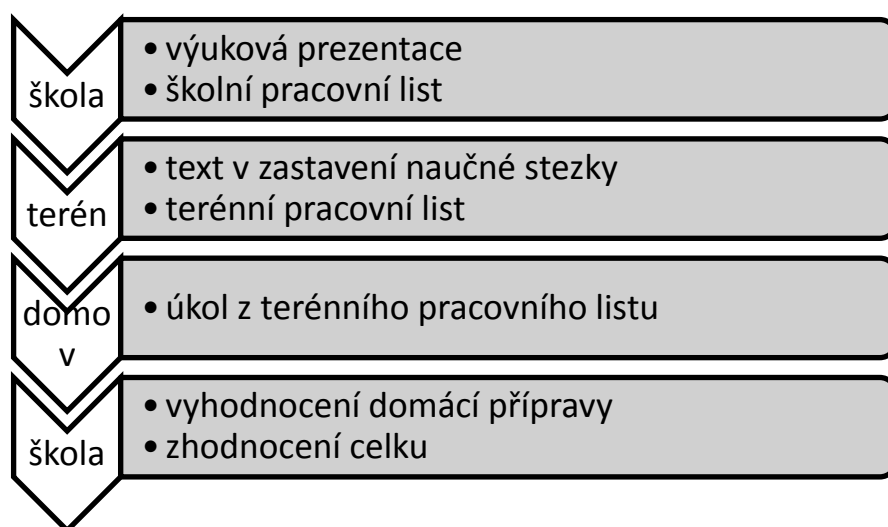 škola
• výuková prezentace
• školní pracovní list
terén
• text v zastavení naučné stezky
• terénní pracovní list
domo
v
• úkol z terénního pracovního listu
škola
• vyhodnocení domácí přípravy
• zhodnocení celku